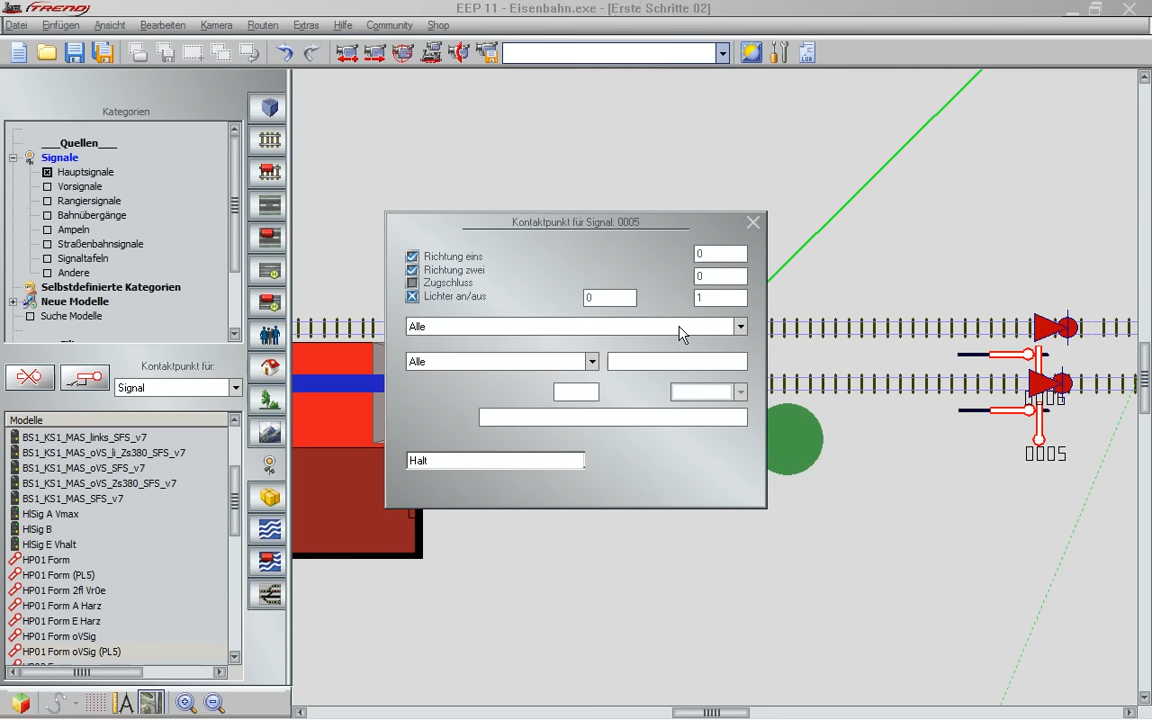 TREND
EEP 11 - Eisenbahn.exe - [Erste Schritte 02]
Datei Einfügen Ansicht Bearbeiten Kamera Routen Extras Hilfe Community Shop
LUA
Kategorien
__Quellen___
Signale
Hauptsignale
Vorsignale
Rangiersignale
Bahnübergänge
Ampeln
Straßenbahnsignale
Signaltafeln
Andere
Selbstdefinierte Kategorien
Neue Modelle
Suche Modelle
Kontaktpunkt für:
Signal
Modelle
BS1_KS1_MAS_links_SFS_v7
BS1_KS1_MAS_oVS_li_Zs380_SFS_v7
BS1_KS1_MAS_oVS_SFS_v7
BS1_KS1_MAS_oVS_Zs380_SFS_v7
BS1_KS1_MAS_SFS_v7
HlSig A Vmax
HlSig B
HlSig E Vhalt
HP01 Form
HP01 Form (PL5)
HP01 Form 2fl Vr0e
HP01 Form A Harz
HP01 Form E Harz
HP01 Form oVSig
HP01 Form oVSig (PL5)
Kontaktpunkt für Signal: 0005
Richtung eins 0
Richtung zwei 0
Zugschluss
Lichter an/aus 0 1
Alle
Alle
Halt
0005